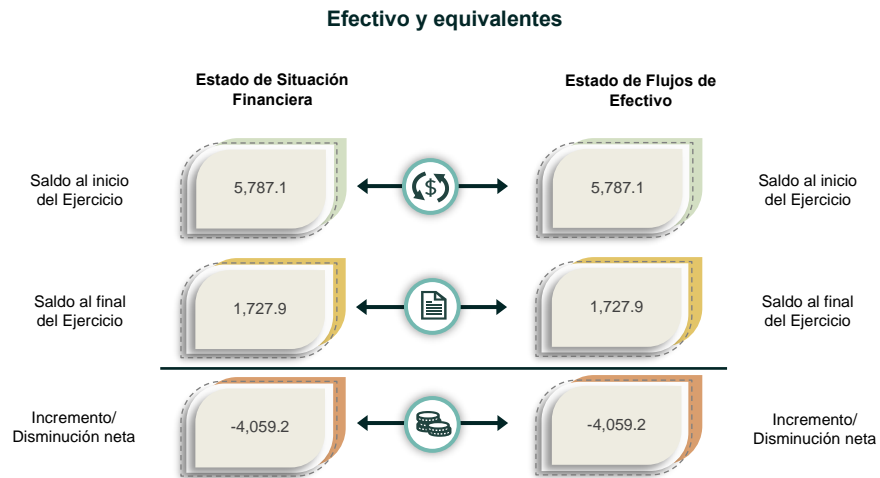 Efectivo y equivalentes
Estado de Situación
Financiera
Estado de Flujos de
Efectivo
Saldo al inicio
del Ejercicio
5,787.1
$
5,787.1
Saldo al inicio
del Ejercicio
Saldo al final
del Ejercicio
1,727.9
1,727.9
Saldo al final
del Ejercicio
Incremento/
Disminución neta
-4,059.2
-4,059.2
Incremento/
Disminución neta